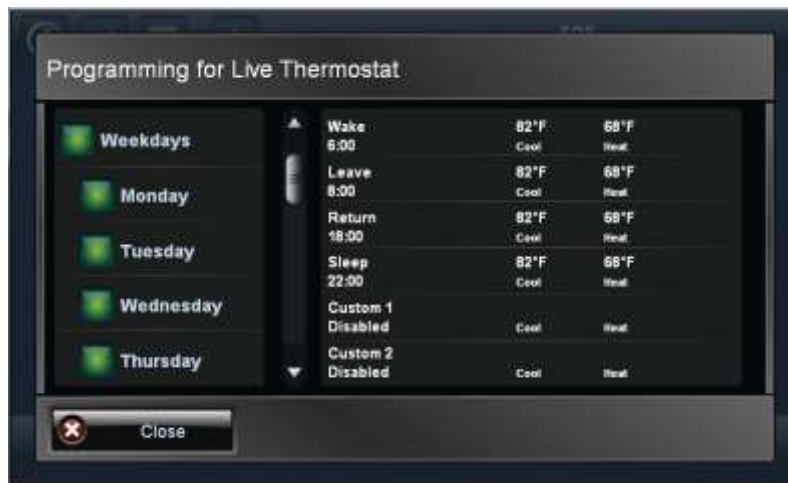 Programming for Live Thermostat
Weekdays
Monday
Tuesday
Wednesday
Thursday
Wake 82°F 68°F
6:00 Cool Heat
Leave 82°F 68°F
8:00 Cool Heat
Return 82°F 68°F
18:00 Cool Heat
Sleep 82°F 68°F
22:00 Cool Heat
Custom 1
Disabled Cool Heat
Custom 2
Disabled Cool Heat
Close